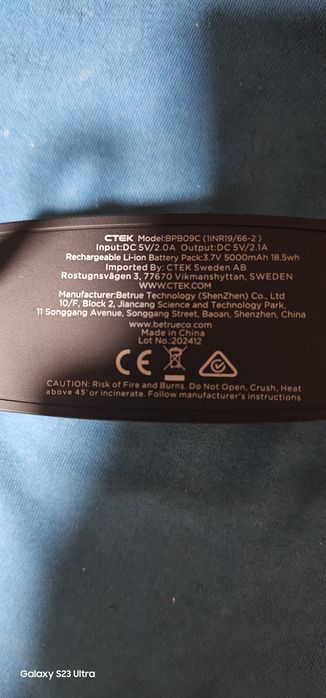 CTEK Model:BPB09C (1INR19/66-2)
Input:DC 5V/2.0A Output:DC 5V/2.1A
Rechargeable Li-ion Battery Pack:3.7V 5000mAh 18.5wh
Imported By: CTEK Sweden AB
Rostugnsvägen 3, 77670 Vikmanshyttan, SWEDEN
WWW.CTEK.COM
Manufacturer:Betrue Technology (ShenZhen) Co., Ltd
10/F, Block 2, Jiancang Science and Technology Park,
11 Songgang Avenue, Songgang Street, Baoan, Shenzhen, China
www.betrueco.com
Made in China
Lot No.:202412
CE
CAUTION: Risk of Fire and Burns. Do Not Open, Crush, Heat
above 45° or incinerate. Follow manufacturer's instructions
Galaxy S23 Ultra